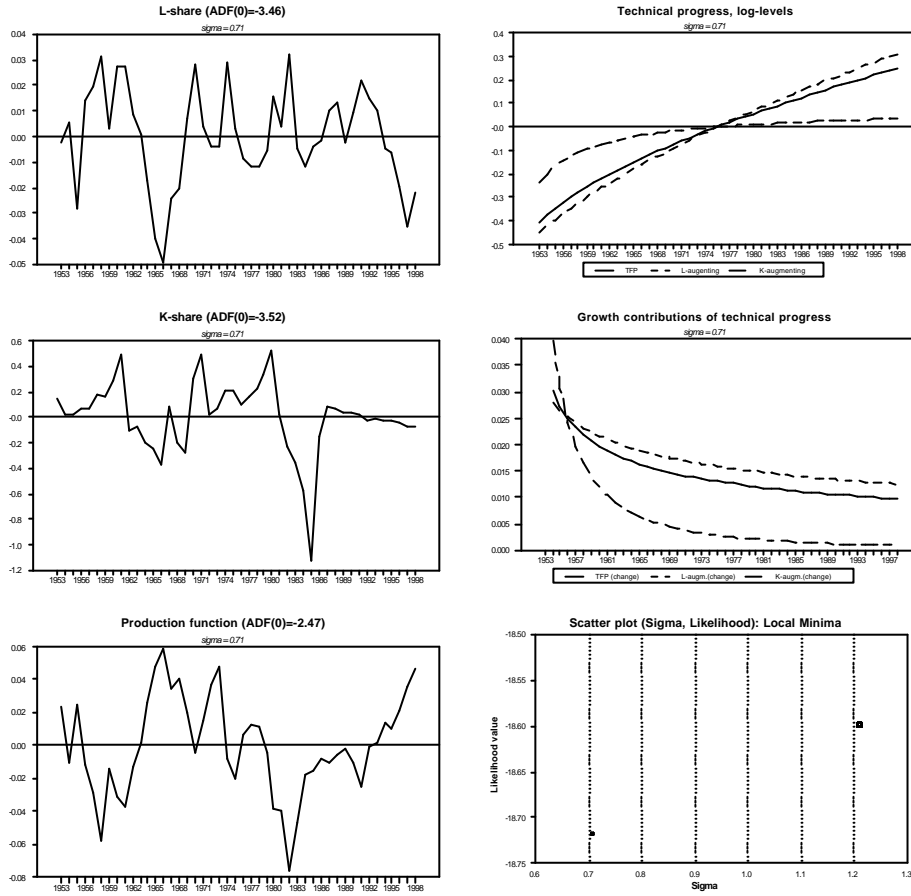 L-share (ADF(0)=-3.46)
sigma = 0.71
0.04
0.03
0.02
0.01
-0.00
-0.01
-0.02
-0.03
-0.04
-0.05
1953 1956 1959 1962 1965 1968 1971 1974 1977 1980 1983 1986 1989 1992 1995 1998
Technical progress, log-levels
sigma = 0.71
0.4
0.3
0.2
0.1
-0.0
-0.1
-0.2
-0.3
-0.4
-0.5
1953 1956 1959 1962 1965 1968 1971 1974 1977 1980 1983 1986 1989 1992 1995 1998
TFP L-augenting K-augmenting
K-share (ADF(0)=-3.52)
sigma = 0.71
0.6
0.4
0.2
-0.0
-0.2
-0.4
-0.6
-0.8
-1.0
-1.2
1953 1956 1959 1962 1965 1968 1971 1974 1977 1980 1983 1986 1989 1992 1995 1998
Growth contributions of technical progress
sigma = 0.71
0.040
0.035
0.030
0.025
0.020
0.015
0.010
0.005
0.000
1953 1957 1961 1965 1969 1973 1977 1981 1985 1989 1993 1997
TFP (change) L-augm.(change) K-augm.(change)
Production function (ADF(0)=-2.47)
sigma = 0.71
0.06
0.04
0.02
0.00
-0.02
-0.04
-0.06
-0.08
1953 1956 1959 1962 1965 1968 1971 1974 1977 1980 1983 1986 1989 1992 1995 1998
Scatter plot (Sigma, Likelihood): Local Minima
Likelihood value
-18.50
-18.55
-18.60
-18.65
-18.70
-18.75
0.6 0.7 0.8 0.9 1.0 1.1 1.2 1.3
Sigma